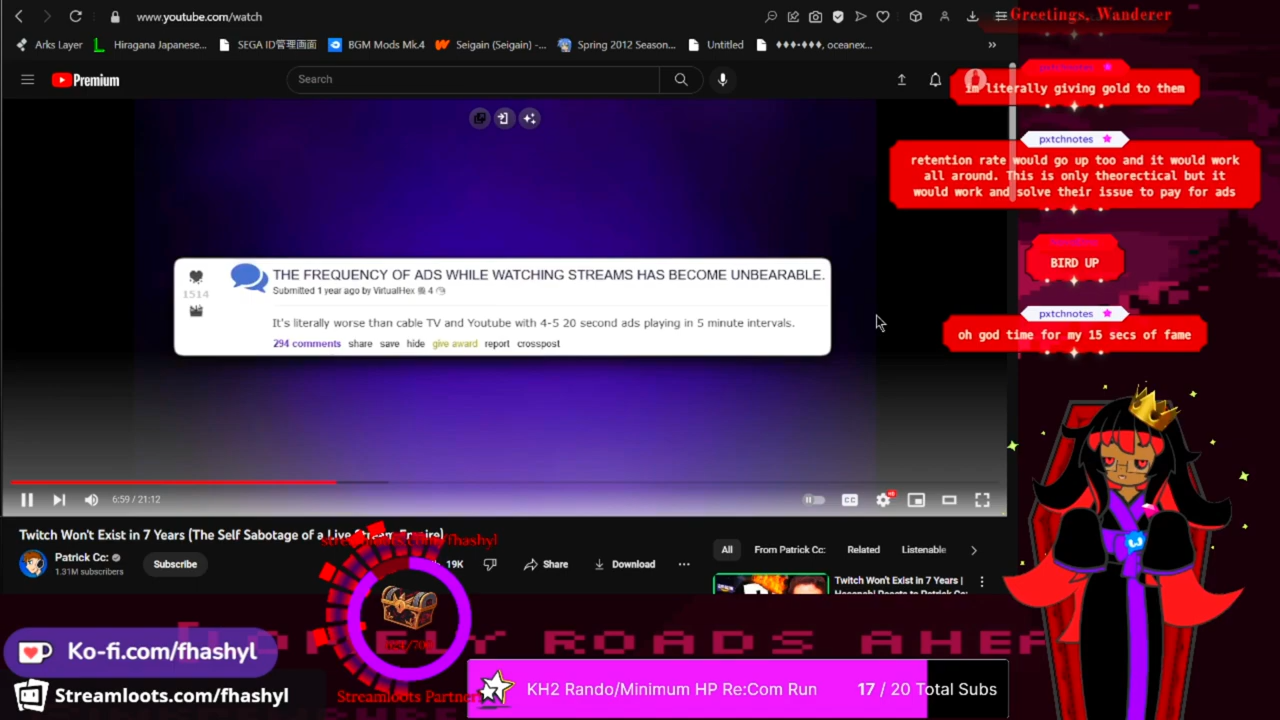 www.youtube.com/watch
Greetings, Wanderer
Arks Layer
Hiragana Japanese...
SEGA ID管理画面
BGM Mods Mk.4
Seigain (Seigain) -...
Spring 2012 Season...
Untitled
♦♦♦-♦♦♦, oceanex...
»
Premium
Search
pxtchnotes
im literally giving gold to them
pxtchnotes
retention rate would go up too and it would work
all around. This is only theorectical but it
would work and solve their issue to pay for ads
BIRD UP
pxtchnotes
oh god time for my 15 secs of fame
1514
THE FREQUENCY OF ADS WHILE WATCHING STREAMS HAS BECOME UNBEARABLE.
Submitted 1 year ago by VirtualHex 4
It's literally worse than cable TV and Youtube with 4-5 20 second ads playing in 5 minute intervals.
294 comments share save hide give award report crosspost
6:59 / 21:12
CC
Twitch Won't Exist in 7 Years (The Self Sabotage of a Live Stream Empire)
Patrick Cc:
1.31M subscribers
Subscribe
19K
Share
Download
All
From Patrick Cc:
Related
Listenable
Twitch Won't Exist in 7 Years |
LONELY ROADS AHEA
Ko-fi.com/fhashyl
Streamloots.com/fhashyl
Streamloots Partner
KH2 Rando/Minimum HP Re:Com Run
17 / 20 Total Subs